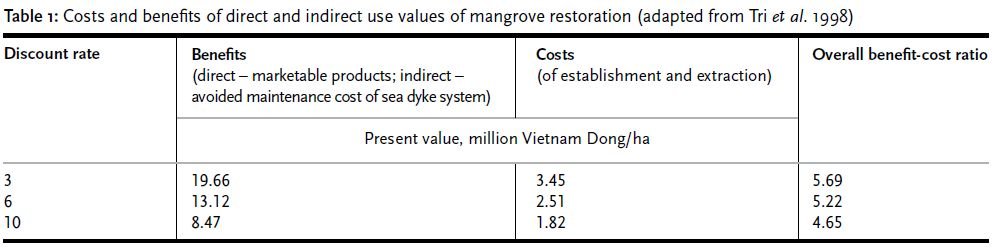 Table 1: Costs and benefits of direct and indirect use values of mangrove restoration (adapted from Tri et al. 1998)
Discount rate Benefits Costs Overall benefit-cost ratio
(direct – marketable products; indirect – (of establishment and extraction)
avoided maintenance cost of sea dyke system)
Present value, million Vietnam Dong/ha
3 19.66 3.45 5.69
6 13.12 2.51 5.22
10 8.47 1.82 4.65